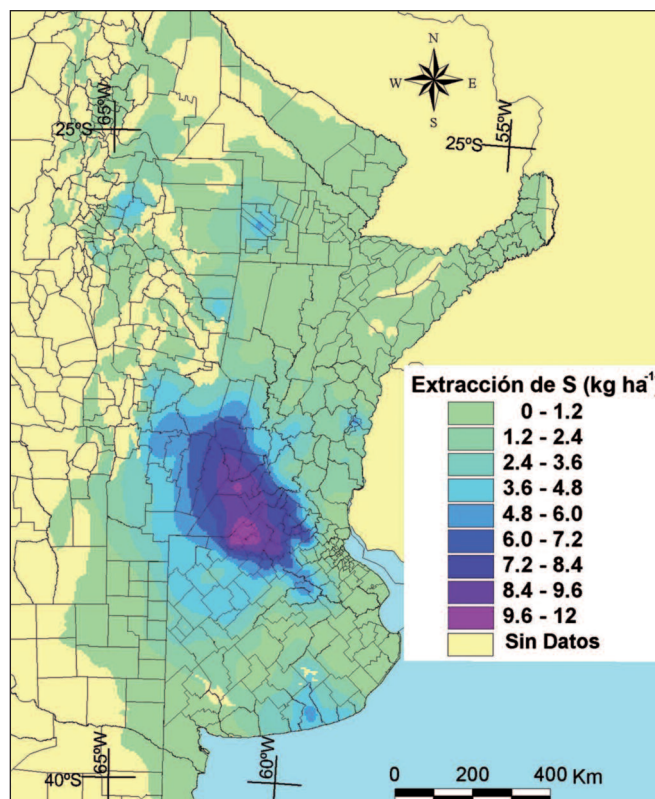 N
W E
S
65ºW
25ºS
55ºW
25ºS
Extracción de S (kg ha⁻¹
0 - 1.2
1.2 - 2.4
2.4 - 3.6
3.6 - 4.8
4.8 - 6.0
6.0 - 7.2
7.2 - 8.4
8.4 - 9.6
9.6 - 12
Sin Datos
65ºW
40ºS
60ºW
0 200 400 Km